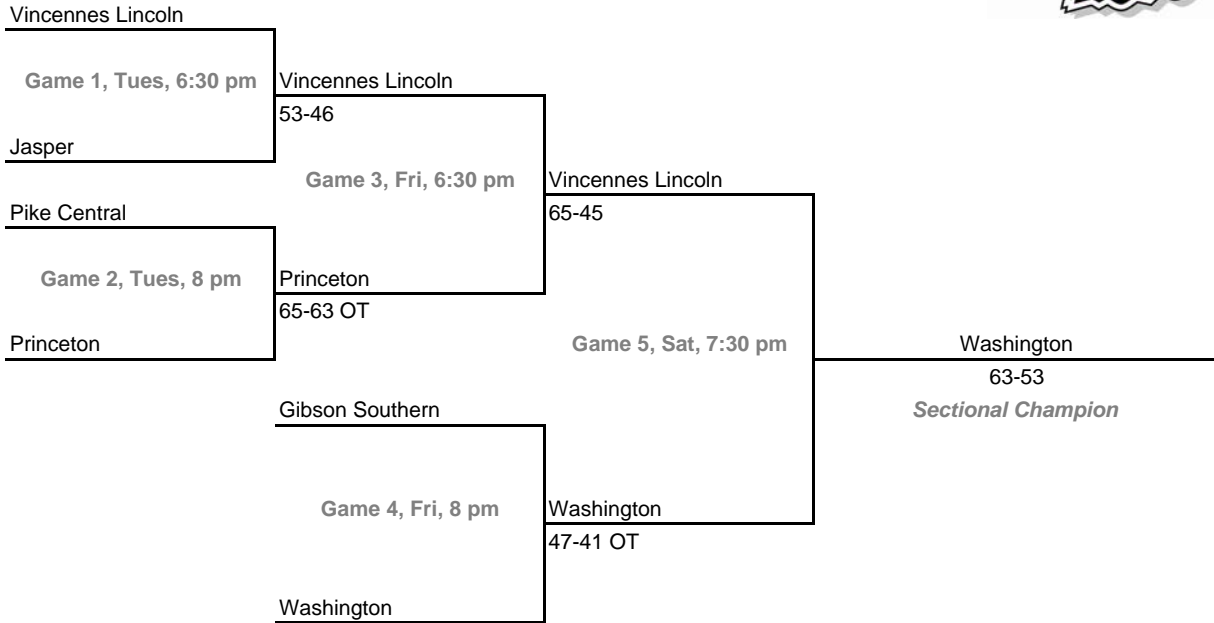 Vincennes Lincoln
Game 1, Tues, 6:30 pm
Vincennes Lincoln
53-46
Jasper
Game 3, Fri, 6:30 pm
Vincennes Lincoln
65-45
Pike Central
Game 2, Tues, 8 pm
Princeton
65-63 OT
Princeton
Game 5, Sat, 7:30 pm
Washington
63-53
Sectional Champion
Gibson Southern
Game 4, Fri, 8 pm
Washington
47-41 OT
Washington